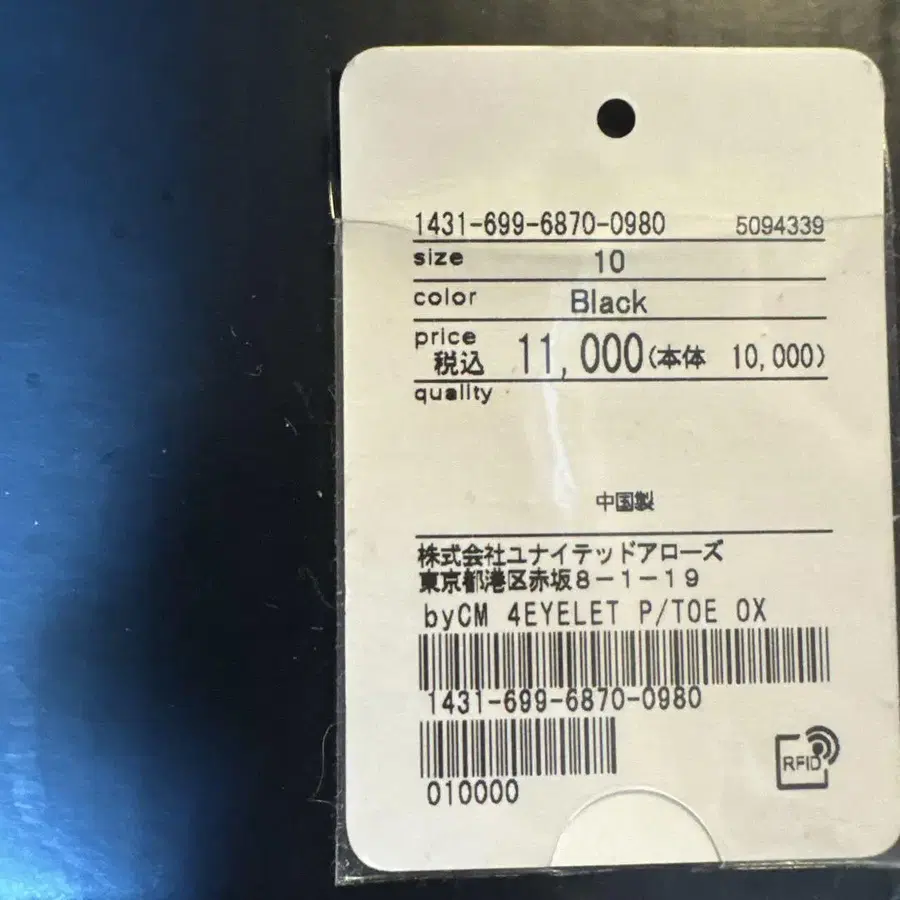 1431-699-6870-0980 5094339
size 10
color Black
price
税込 11,000(本体 10,000)
quality
中国製
株式会社ユナイテッドアローズ
東京都港区赤坂8-1-19
byCM 4EYELET P/TOE OX
1431-699-6870-0980
010000
RFID